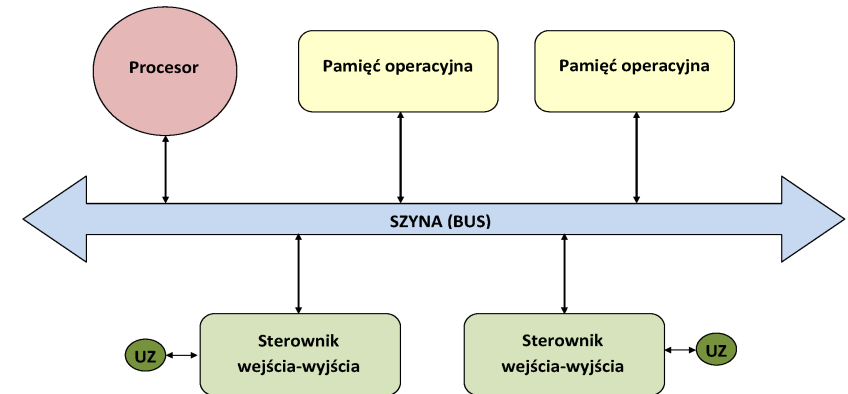 Procesor
Pamięć operacyjna
Pamięć operacyjna
SZYNA (BUS)
Sterownik
wejścia-wyjścia
Sterownik
wejścia-wyjścia
UZ
UZ